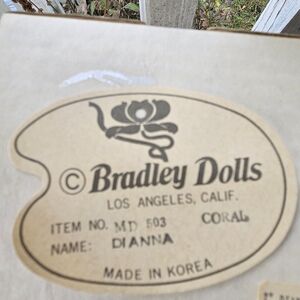 © Bradley Dolls
LOS ANGELES, CALIF.
ITEM NO. MD 503 CORAL
NAME: DIANNA
MADE IN KOREA